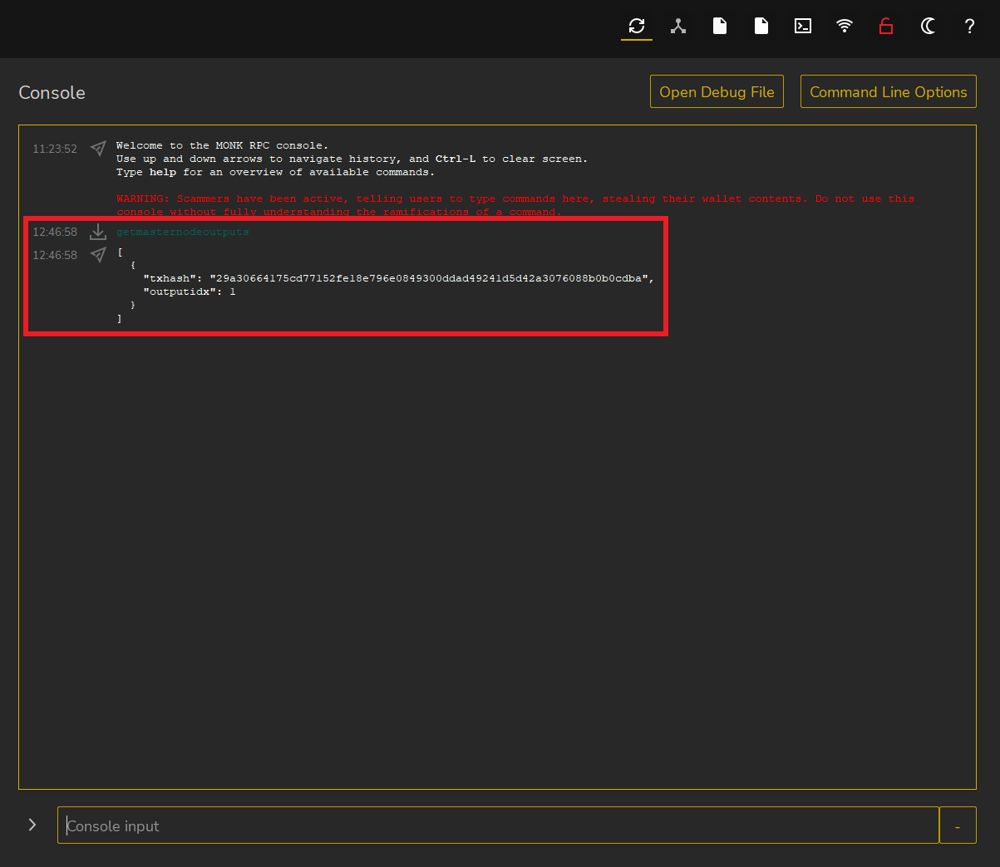 ?
Console
Open Debug File
Command Line Options
11:23:52
Welcome to the MONK RPC console.
Use up and down arrows to navigate history, and Ctrl-L to clear screen.
Type help for an overview of available commands.
WARNING: Scammers have been active, telling users to type commands here, stealing their wallet contents. Do not use this
console without fully understanding the ramifications of a command.
12:46:58
getmasternodeoutputs
12:46:58
[
{
"txhash": "29a30664175cd77152fe18e796e0849300ddad49241d5d42a3076088b0b0cdba",
"outputidx": 1
}
]
Console input
-